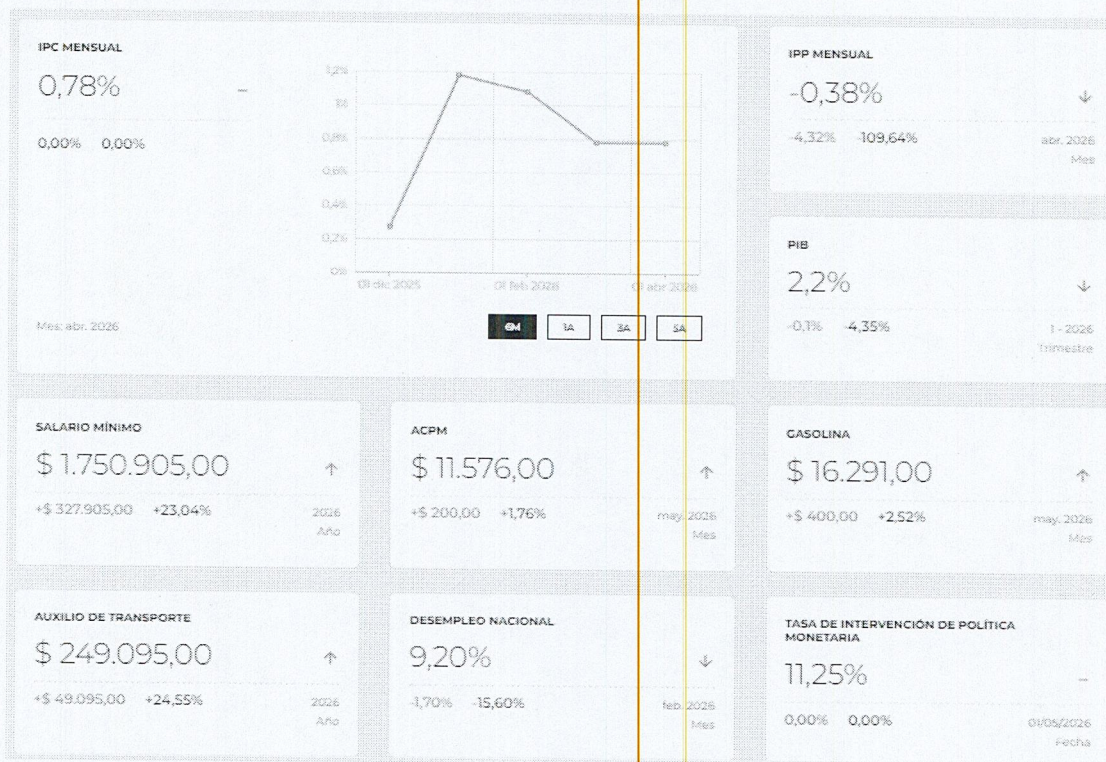 IPC MENSUAL
0,78%
–
0,00% 0,00%
Mes: abr. 2026
1,2%
1%
0,8%
0,6%
0,4%
0,2%
0%
01 dic 2025 01 feb 2026 01 abr 2026
6M 1A 3A 5A
IPP MENSUAL
-0,38%
-4,32% -109,64% abr. 2026
Mes
PIB
2,2%
-0,1% -4,35% 1 - 2026
Trimestre
SALARIO MÍNIMO
$ 1.750.905,00
+$ 327.905,00 +23,04% 2026
Año
ACPM
$ 11.576,00
+$ 200,00 +1,76% may. 2026
Mes
GASOLINA
$ 16.291,00
+$ 400,00 +2,52% may. 2026
Mes
AUXILIO DE TRANSPORTE
$ 249.095,00
+$ 49.095,00 +24,55% 2026
Año
DESEMPLEO NACIONAL
9,20%
-1,70% -15,60% feb. 2026
Mes
TASA DE INTERVENCIÓN DE POLÍTICA
MONETARIA
11,25%
–
0,00% 0,00% 01/05/2026
Fecha